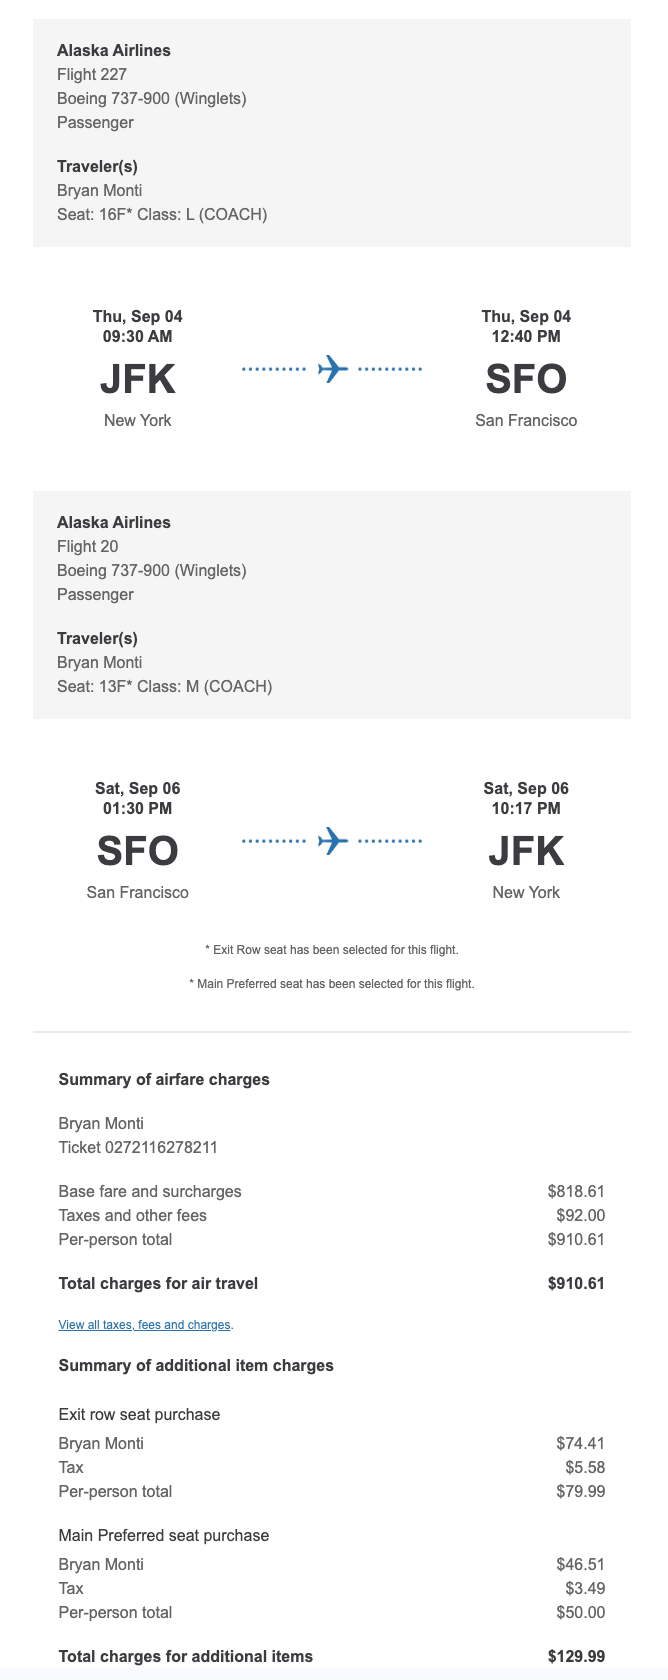 Alaska Airlines
Flight 227
Boeing 737-900 (Winglets)
Passenger
Traveler(s)
Bryan Monti
Seat: 16F* Class: L (COACH)
Thu, Sep 04
09:30 AM
JFK
New York
Thu, Sep 04
12:40 PM
SFO
San Francisco
Alaska Airlines
Flight 20
Boeing 737-900 (Winglets)
Passenger
Traveler(s)
Bryan Monti
Seat: 13F* Class: M (COACH)
Sat, Sep 06
01:30 PM
SFO
San Francisco
Sat, Sep 06
10:17 PM
JFK
New York
* Exit Row seat has been selected for this flight.
* Main Preferred seat has been selected for this flight.
Summary of airfare charges
Bryan Monti
Ticket 0272116278211
Base fare and surcharges $818.61
Taxes and other fees $92.00
Per-person total $910.61
Total charges for air travel $910.61
View all taxes, fees and charges.
Summary of additional item charges
Exit row seat purchase
Bryan Monti $74.41
Tax $5.58
Per-person total $79.99
Main Preferred seat purchase
Bryan Monti $46.51
Tax $3.49
Per-person total $50.00
Total charges for additional items $129.99